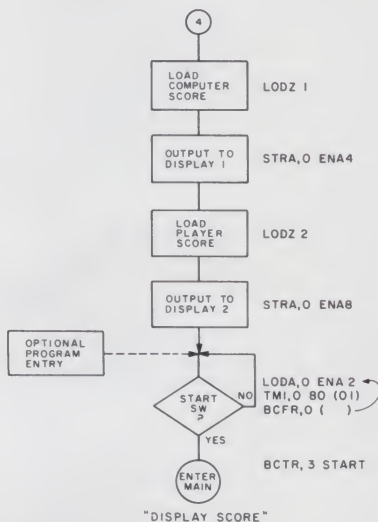 4
LOAD
COMPUTER
SCORE
LODZ 1
OUTPUT TO
DISPLAY 1
STRA,0 ENA4
LOAD
PLAYER
SCORE
LODZ 2
OUTPUT TO
DISPLAY 2
STRA,0 ENA8
OPTIONAL
PROGRAM
ENTRY
START
SW
?
NO
LODA,0 ENA 2
TMI,0 80 (01)
BCFR,0 ( )
YES
ENTER
MAIN
BCTR, 3 START
"DISPLAY SCORE"